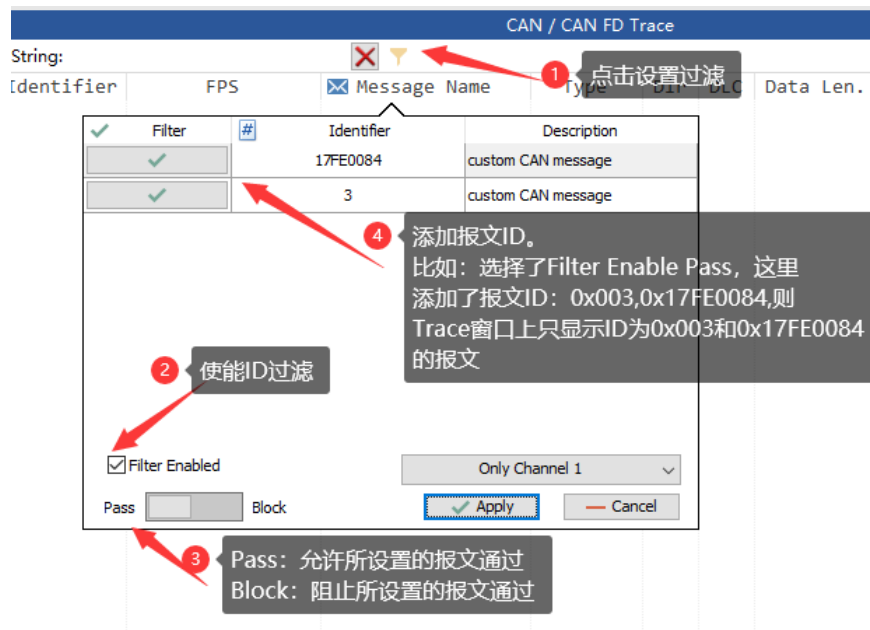 CAN / CAN FD Trace
String:
1 点击设置过滤
Identifier FPS Message Name Type Dir DLC Data Len.
Filter # Identifier Description
17FE0084 custom CAN message
3 custom CAN message
4 添加报文ID。
比如：选择了Filter Enable Pass，这里
添加了报文ID：0x003,0x17FE0084,则
Trace窗口上只显示ID为0x003和0x17FE0084
的报文
2 使能ID过滤
Filter Enabled
Only Channel 1
Pass Block
Apply
Cancel
3 Pass：允许所设置的报文通过
Block：阻止所设置的报文通过